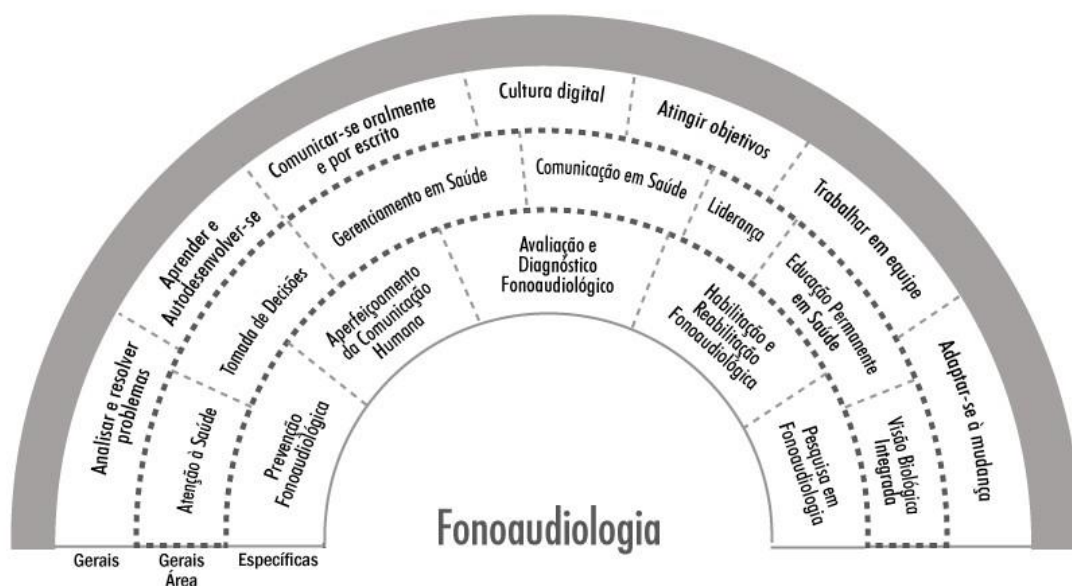 Analisar e resolver
problemas
Aprender e
Autodesenvolver-se
Comunicar-se oralmente
e por escrito
Cultura digital
Atingir objetivos
Trabalhar em equipe
Adaptar-se à mudança
Atenção à Saúde
Tomada de Decisões
Gerenciamento em Saúde
Comunicação em Saúde
Liderança
Educação Permanente
em Saúde
Visão Biológica
Integrada
Prevenção
Fonoaudiológica
Aperfeiçoamento
da Comunicação
Humana
Avaliação e
Diagnóstico
Fonoaudiológico
Habilitação e
Reabilitação
Fonoaudiológica
Pesquisa em
Fonoaudiologia
Fonoaudiologia
Gerais
Gerais
Área
Específicas